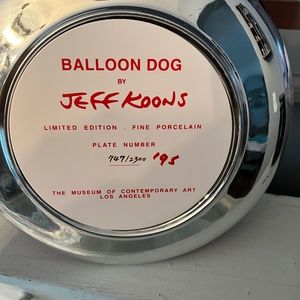 BALLOON DOG
BY
JEFF KOONS
LIMITED EDITION . FINE PORCELAIN
PLATE NUMBER
747/2300 '95
THE MUSEUM OF CONTEMPORARY ART
LOS ANGELES